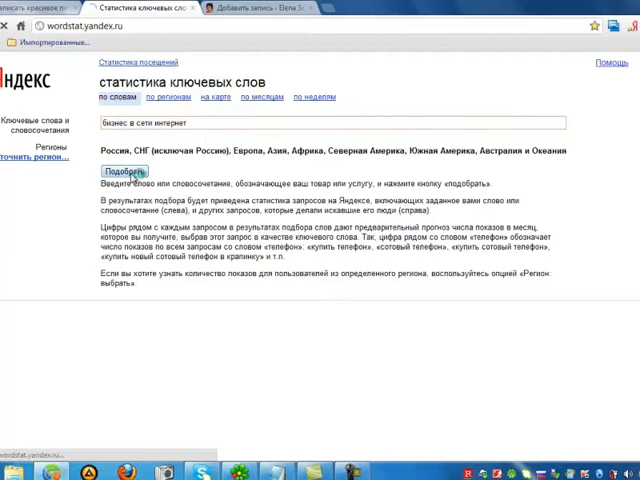 аписать красивое п
Статистика ключевых сло
Добавить запись ‹ Elena S
wordstat.yandex.ru
Импортированные...
Статистика посещений
Помощь
ндекс
статистика ключевых слов
по словам по регионам на карте по месяцам по неделям
Ключевые слова и
словосочетания
бизнес в сети интернет
Регионы
точнить регион...
Россия, СНГ (исключая Россию), Европа, Азия, Африка, Северная Америка, Южная Америка, Австралия и Океания
Подобрать
Введите слово или словосочетание, обозначающее ваш товар или услугу, и нажмите кнопку «подобрать».
В результатах подбора будет приведена статистика запросов на Яндекс, включающих заданное вами слово или
словосочетание (слева), и других запросов, которые делали искавшие его люди (справа).
Цифры рядом с каждым запросом в результатах подбора слов дают предварительный прогноз числа показов в месяц,
которое вы получите, выбрав этот запрос в качестве ключевого слова. Так, цифра рядом со словом «телефон» обозначает
число показов по всем запросам со словом «телефон»: «купить телефон», «сотовый телефон», «купить сотовый телефон»,
«купить новый сотовый телефон в крапинку» и т.п.
Если вы хотите узнать количество показов для пользователей из определенного региона, воспользуйтесь опцией «Регион:
выбрать».
wordstat.yandex.ru...